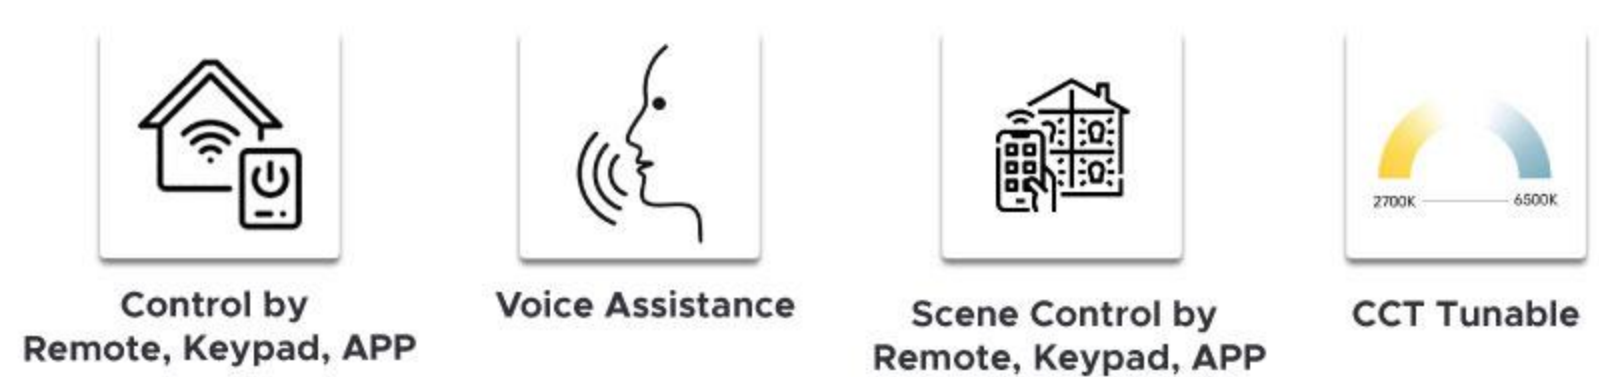 2700K
6500K
Control by
Remote, Keypad, APP
Voice Assistance
Scene Control by
Remote, Keypad, APP
CCT Tunable